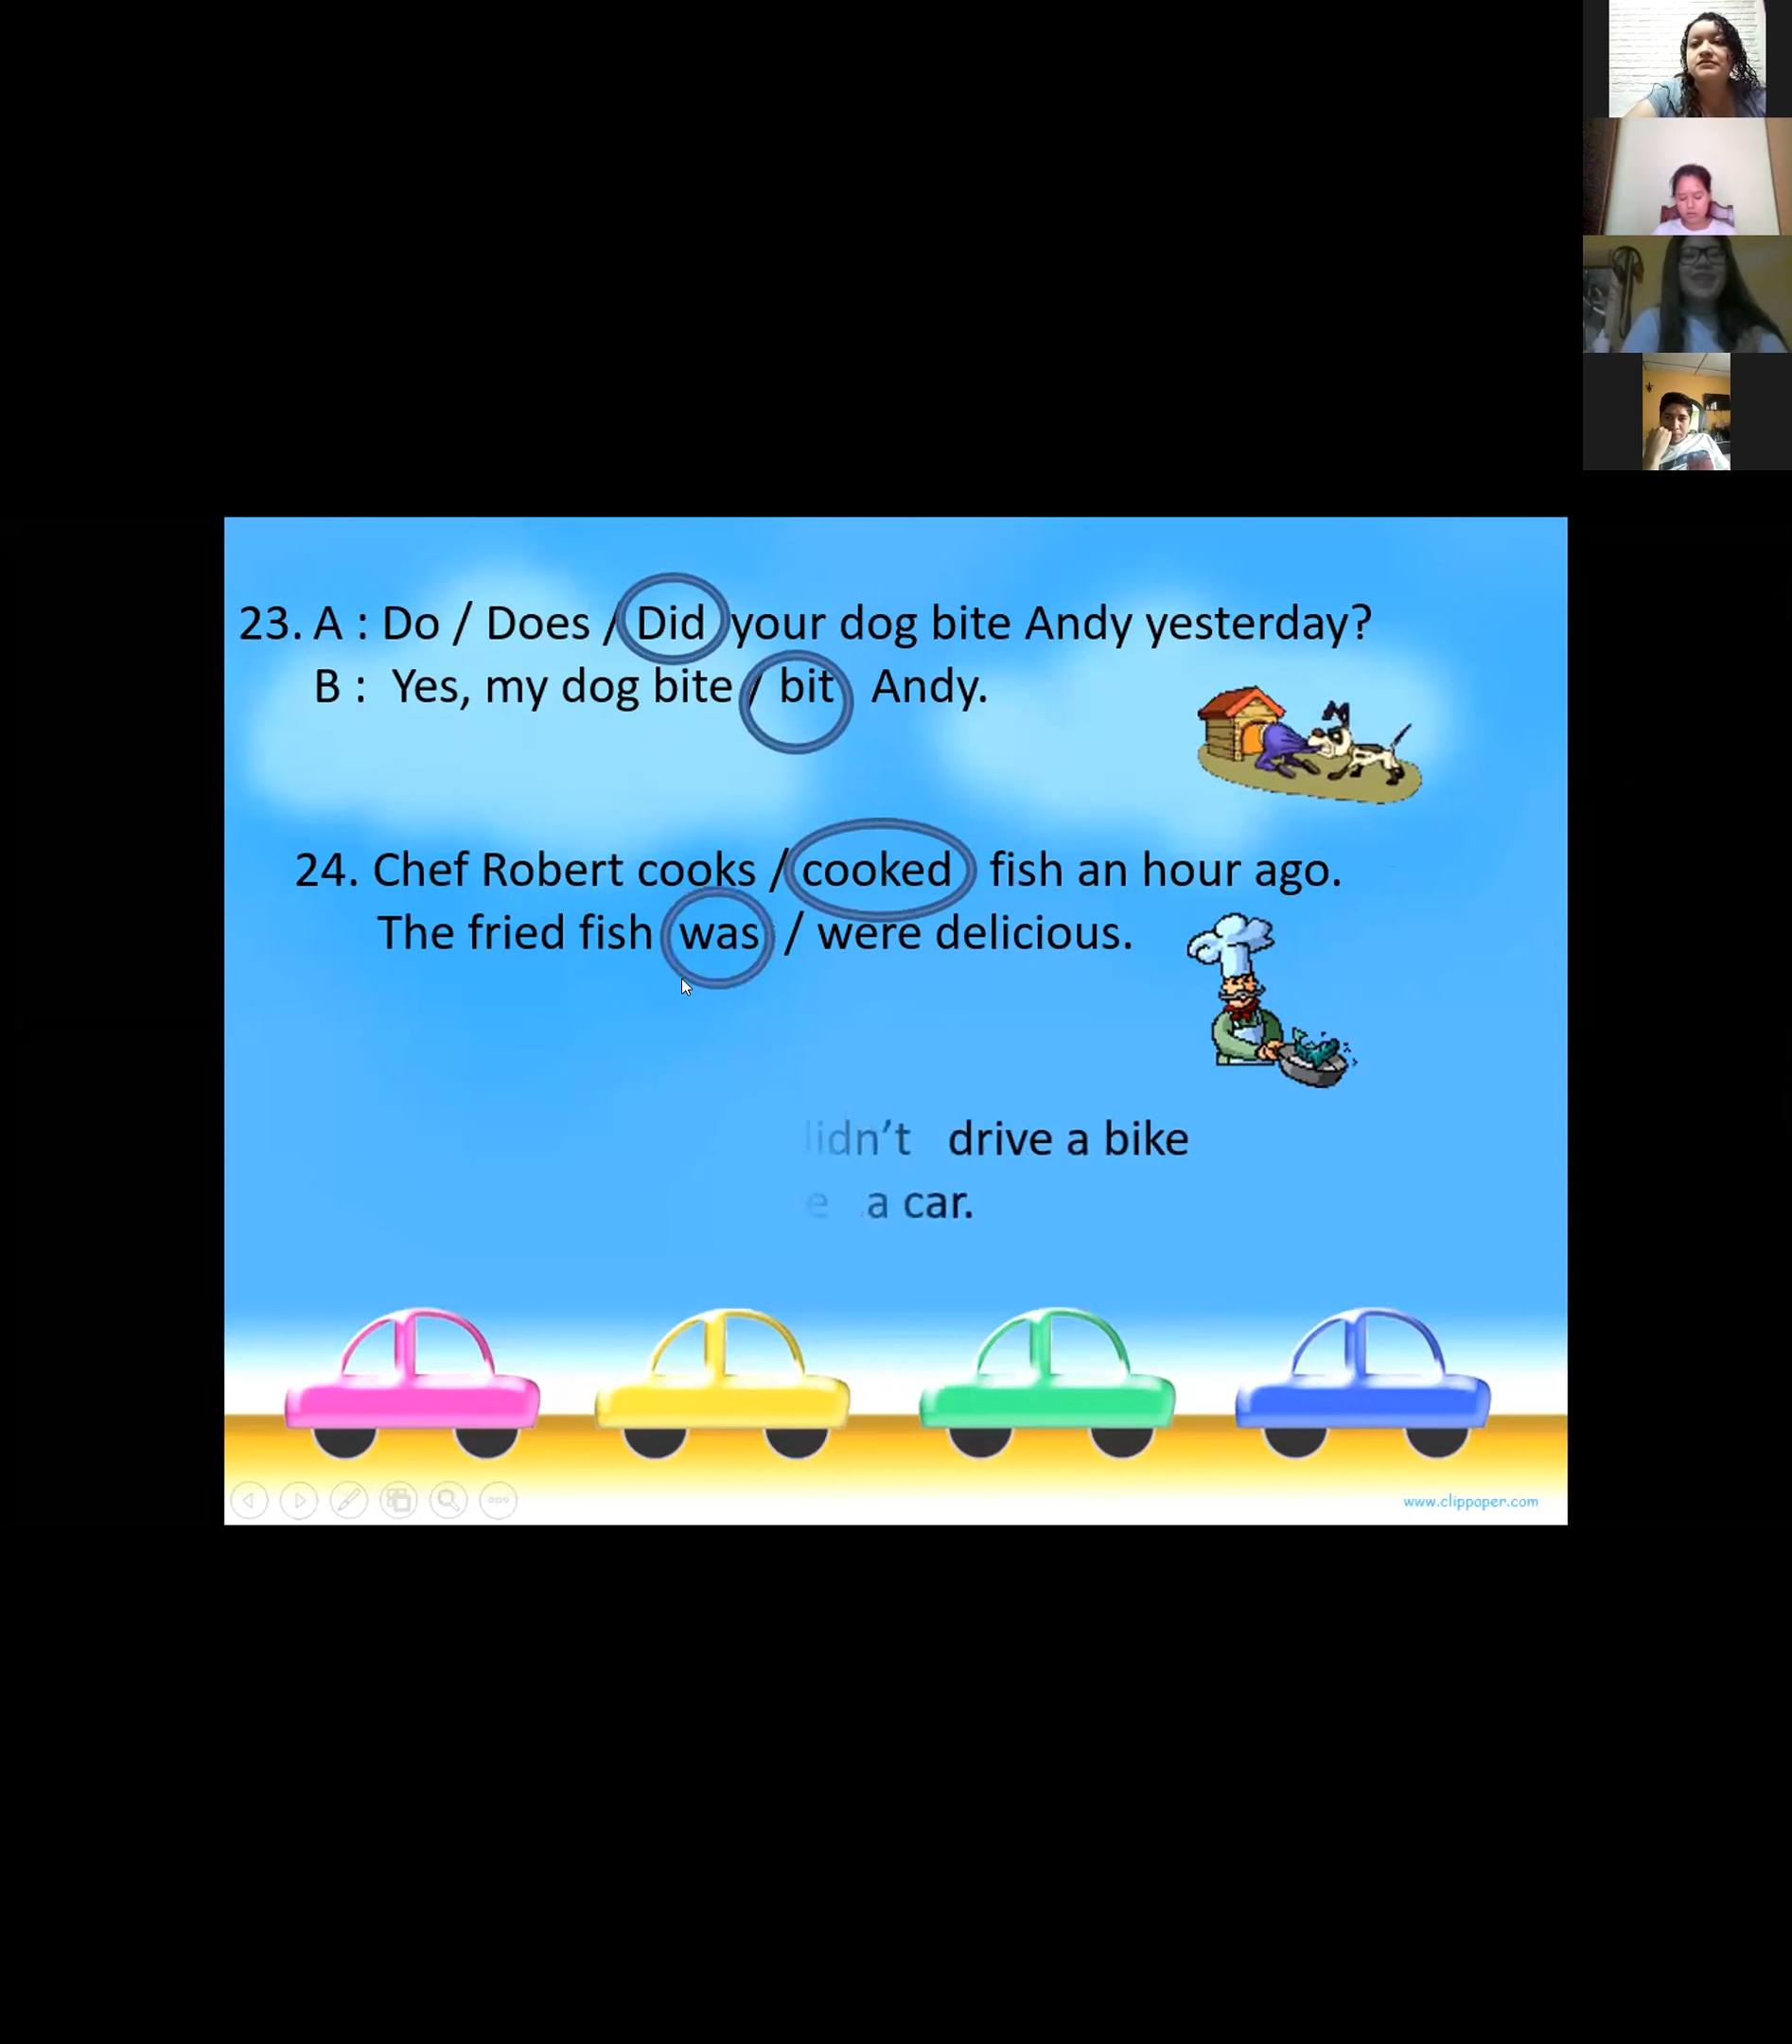 23. A : Do / Does / Did your dog bite Andy yesterday?
B : Yes, my dog bite / bit Andy.
24. Chef Robert cooks / cooked fish an hour ago.
The fried fish was / were delicious.
drive a bike
a car.
www.clippaper.com